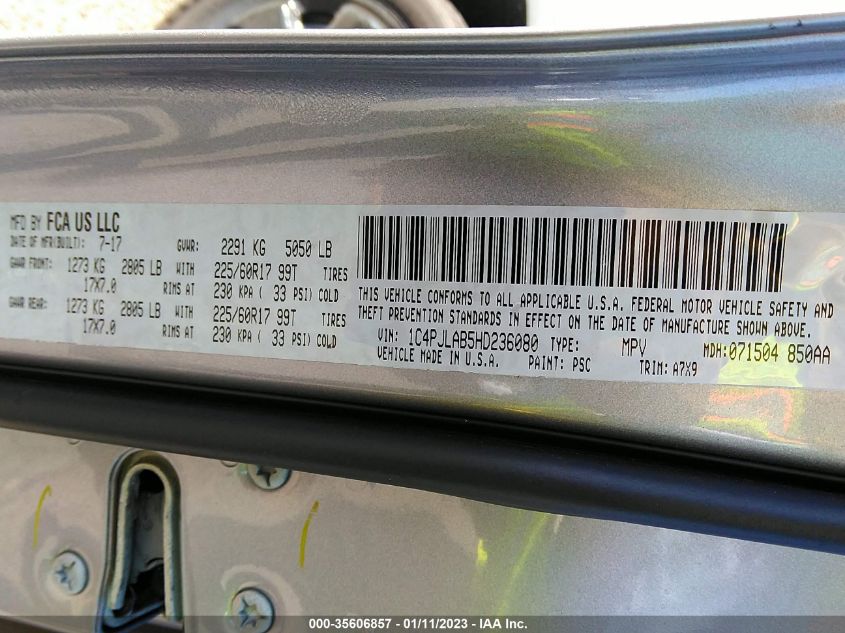 MFD BY FCA US LLC
DATE OF MFR(BUILT): 7-17 GVWR: 2291 KG 5050 LB
GAWR FRONT: 1273 KG 2805 LB WITH 225/60R17 99T TIRES
17X7.0 RIMS AT 230 KPA ( 33 PSI) COLD
GAWR REAR: 1273 KG 2805 LB WITH 225/60R17 99T TIRES
17X7.0 RIMS AT 230 KPA ( 33 PSI) COLD
THIS VEHICLE CONFORMS TO ALL APPLICABLE U.S.A. FEDERAL MOTOR VEHICLE SAFETY AND
THEFT PREVENTION STANDARDS IN EFFECT ON THE DATE OF MANUFACTURE SHOWN ABOVE.
VIN: 1C4PJLAB5HD236080 TYPE: MPV MDH:071504 850AA
VEHICLE MADE IN U.S.A. PAINT: PSC TRIM: A7X9
000-35606857 - 01/11/2023 - IAA Inc.